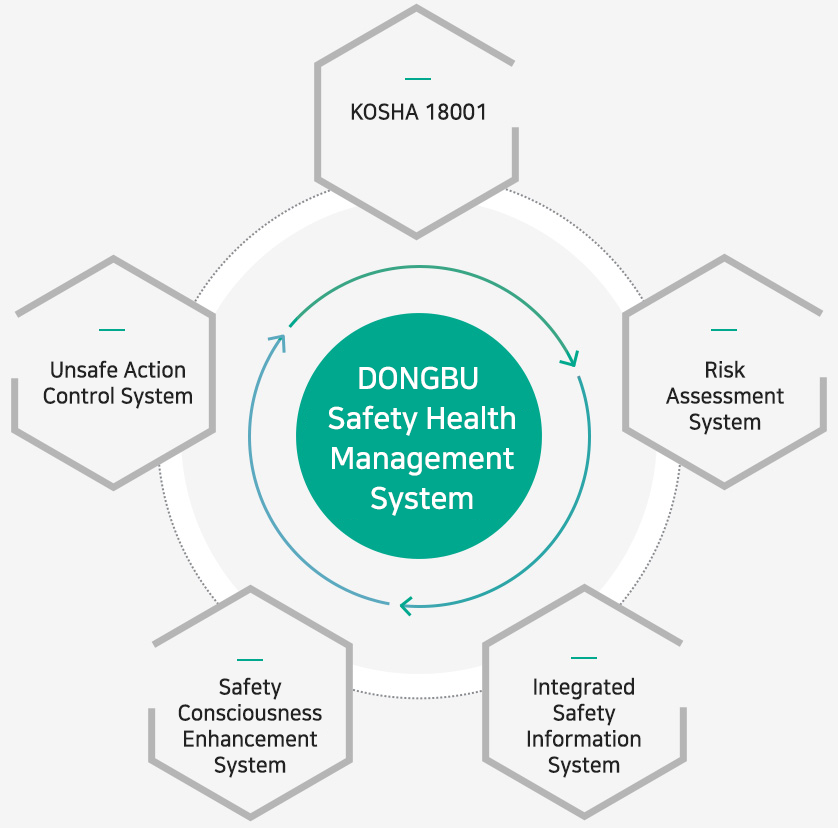 KOSHA 18001
Unsafe Action
Control System
Risk
Assessment
System
DONGBU
Safety Health
Management
System
Safety
Consciousness
Enhancement
System
Integrated
Safety
Information
System